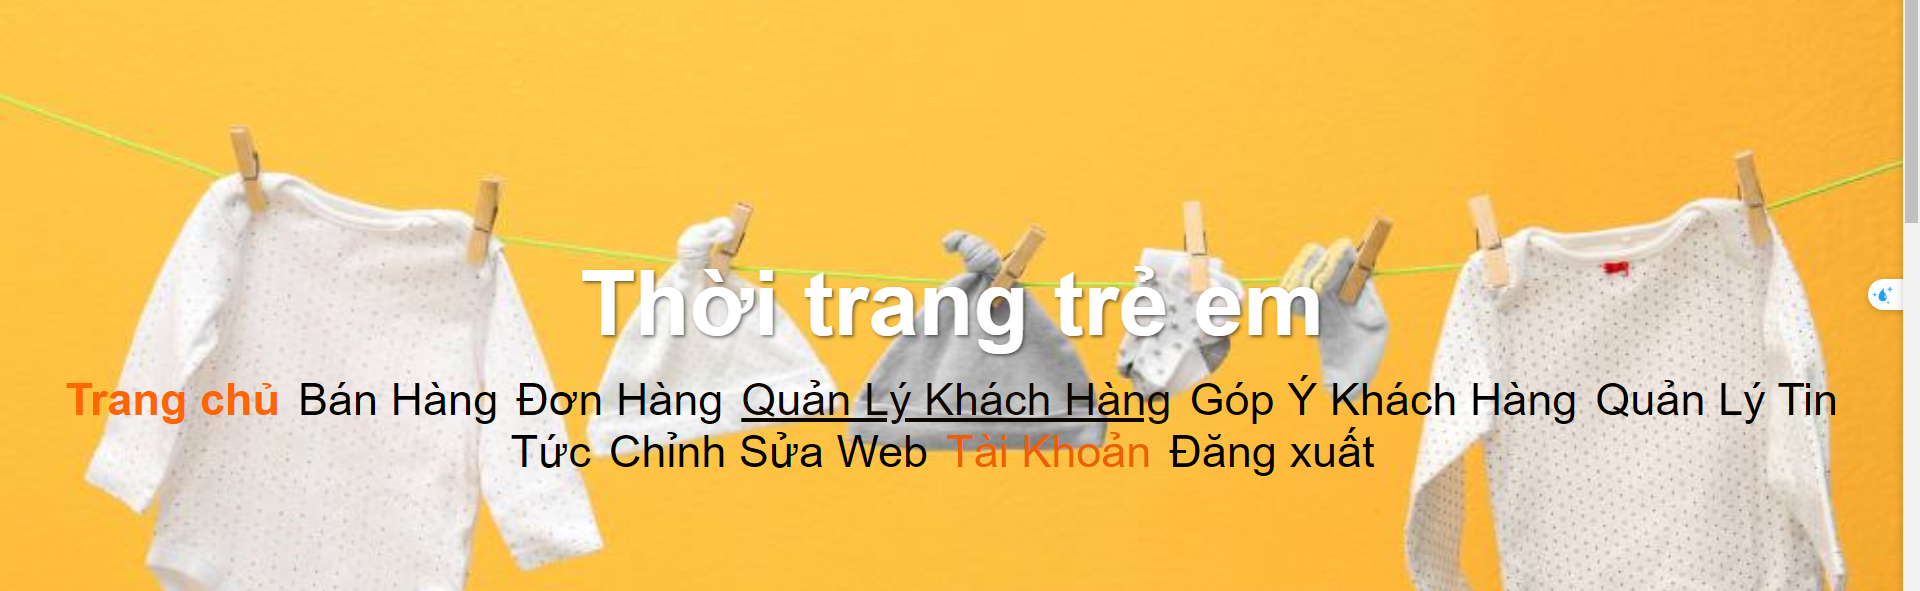 Thời trang trẻ em
Trang chủ Bán Hàng Đơn Hàng Quản Lý Khách Hàng Góp Ý Khách Hàng Quản Lý Tin
Tức Chỉnh Sửa Web Tài Khoản Đăng xuất